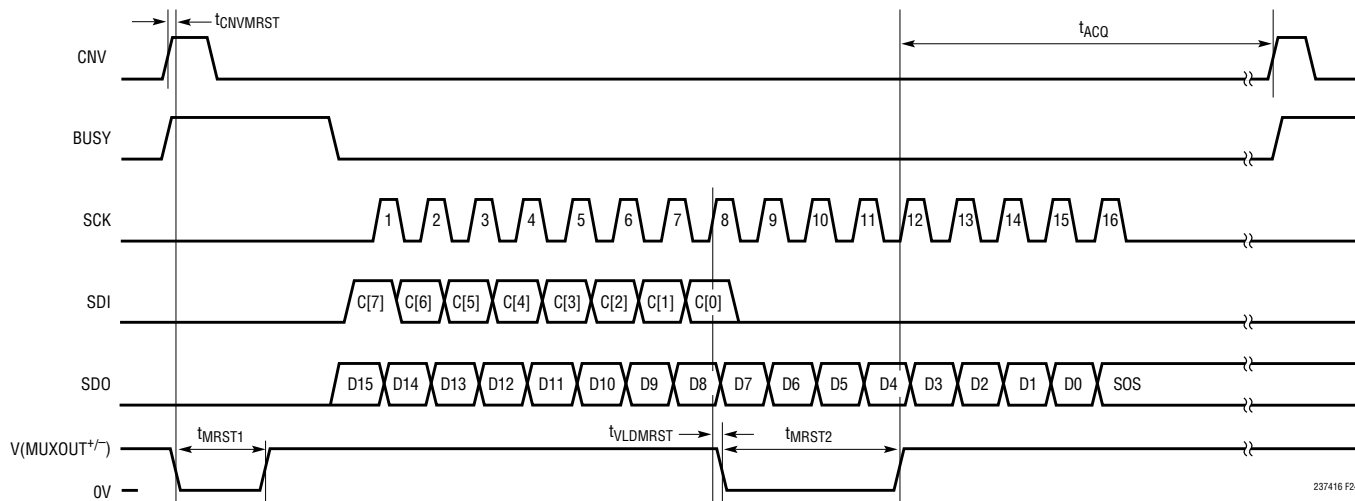 tCNVMRST
tACQ
CNV
BUSY
SCK
1 2 3 4 5 6 7 8 9 10 11 12 13 14 15 16
SDI
C[7] C[6] C[5] C[4] C[3] C[2] C[1] C[0]
SDO
D15 D14 D13 D12 D11 D10 D9 D8 D7 D6 D5 D4 D3 D2 D1 D0 SOS
V(MUXOUT+/–)
tMRST1
tVLDMRST
tMRST2
0V